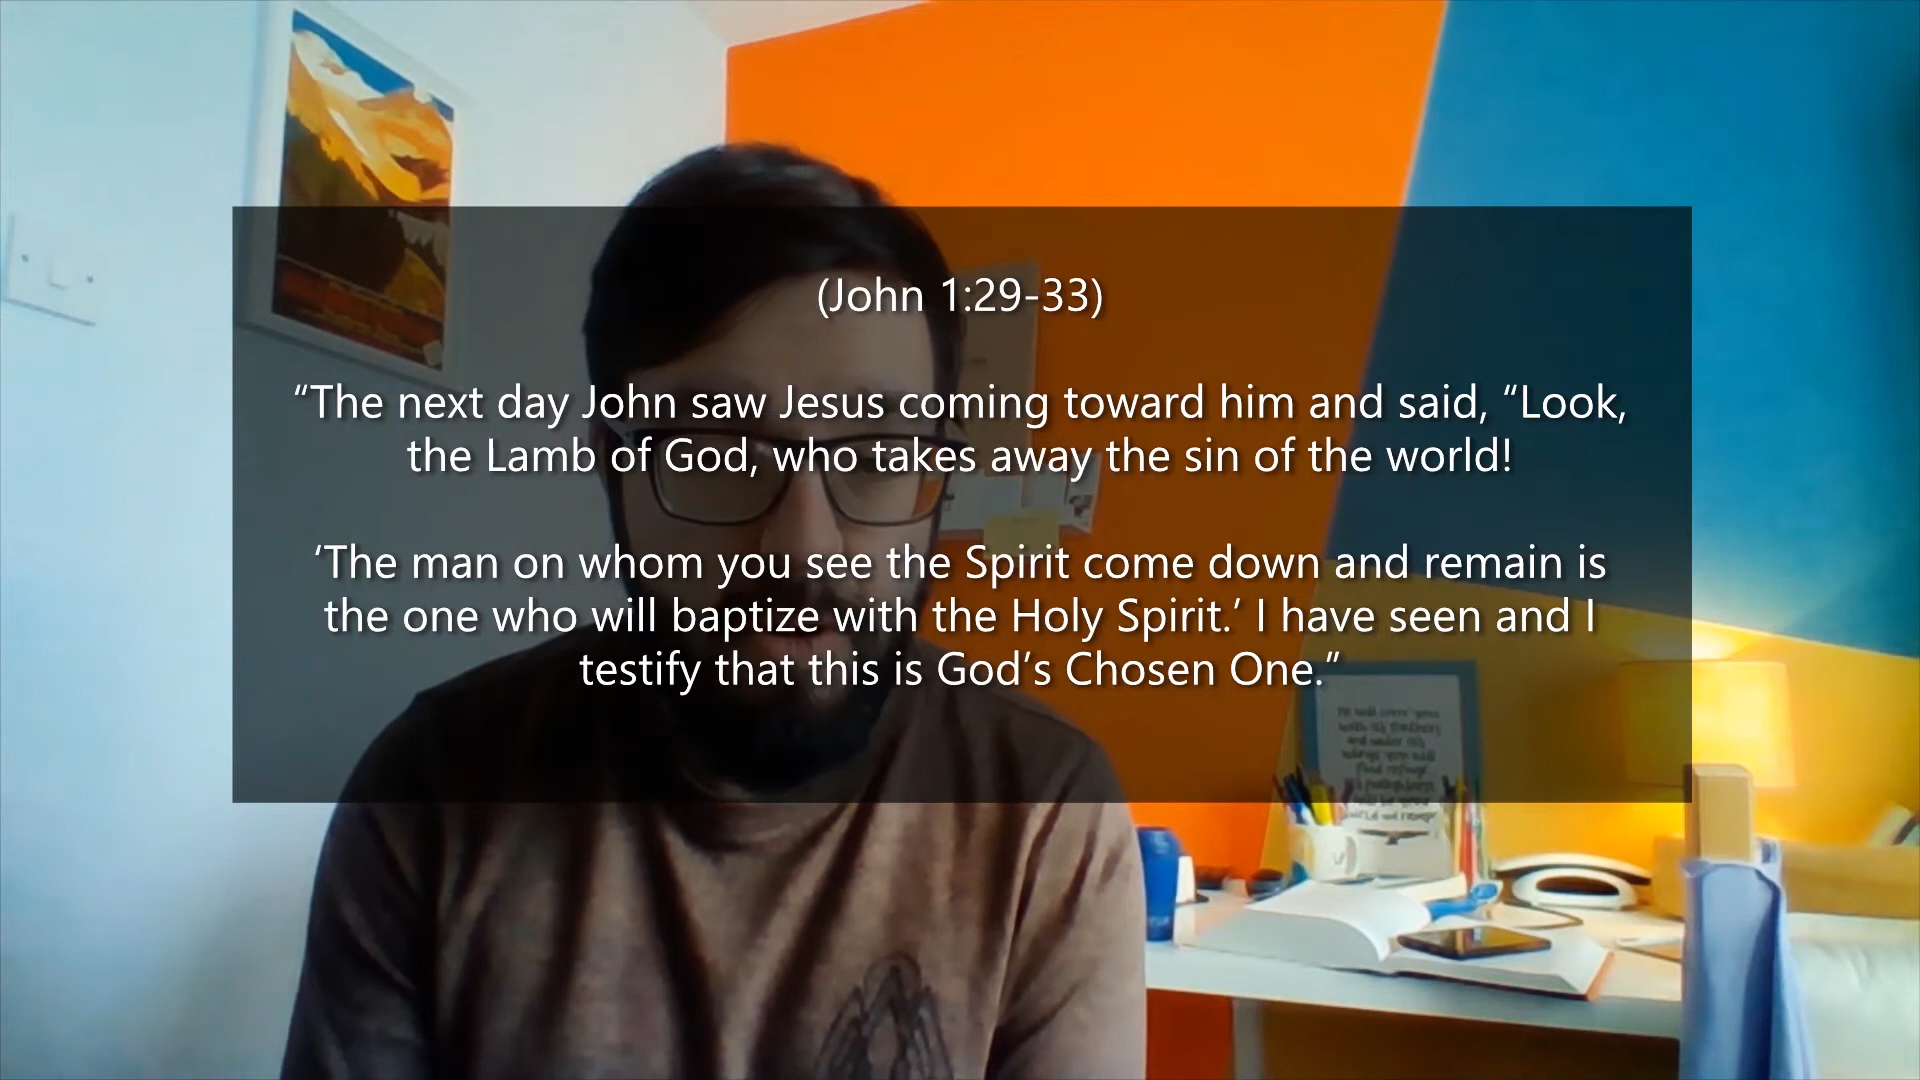 (John 1:29-33)
“The next day John saw Jesus coming toward him and said, “Look,
the Lamb of God, who takes away the sin of the world!
‘The man on whom you see the Spirit come down and remain is
the one who will baptize with the Holy Spirit.’ I have seen and I
testify that this is God’s Chosen One.”